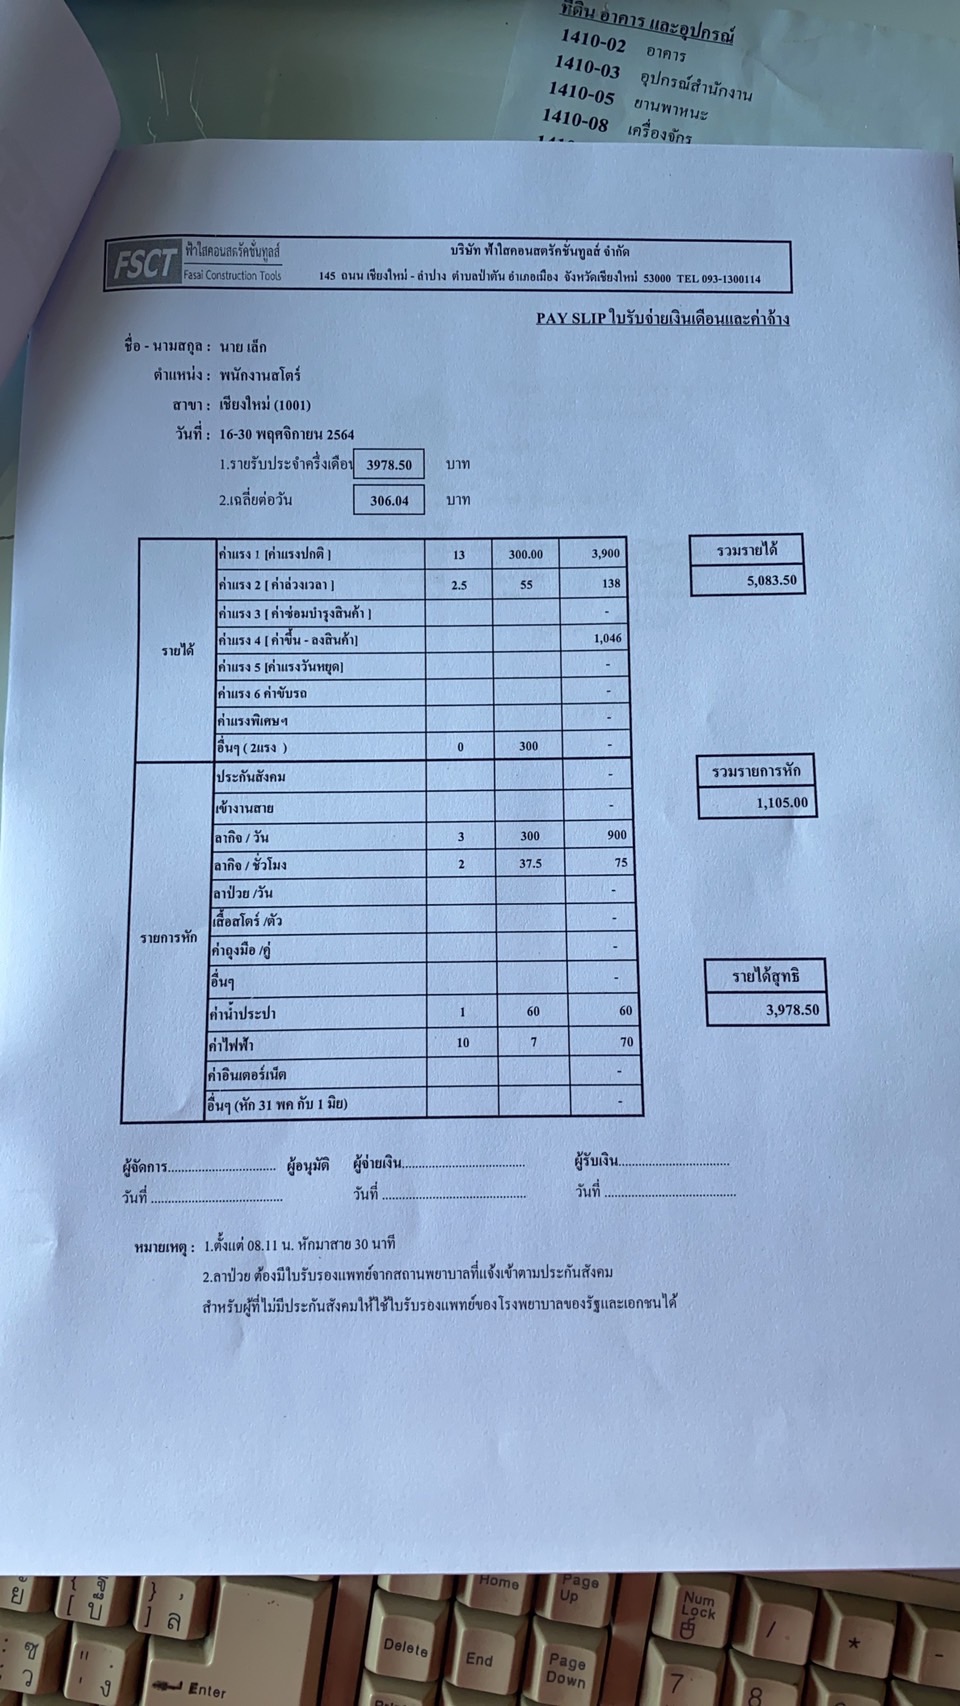 ที่ดิน อาคาร และอุปกรณ์
1410-02 อาคาร
1410-03 อุปกรณ์สำนักงาน
1410-05 ยานพาหนะ
1410-08 เครื่องจักร
FSCT ฟ้าใสคอนสตรัคชั่นทูลส์
Fasai Construction Tools
บริษัท ฟ้าใสคอนสตรัคชั่นทูลส์ จำกัด
145 ถนน เชียงใหม่ - ลำปาง ตำบลป่าตัน อำเภอเมือง จังหวัดเชียงใหม่ 53000 TEL 093-1300114
PAY SLIP ใบรับจ่ายเงินเดือนและค่าจ้าง
ชื่อ - นามสกุล : นาย เล็ก
ตำแหน่ง : พนักงานสโตร์
สาขา : เชียงใหม่ (1001)
วันที่ : 16-30 พฤศจิกายน 2564
1.รายรับประจำครึ่งเดือน 3978.50 บาท
2.เฉลี่ยต่อวัน 306.04 บาท
รายได้
ค่าแรง 1 [ค่าแรงปกติ ] 13 300.00 3,900
ค่าแรง 2 [ ค่าล่วงเวลา ] 2.5 55 138
ค่าแรง 3 [ ค่าซ่อมบำรุงสินค้า ] -
ค่าแรง 4 [ ค่าขึ้น - ลงสินค้า] 1,046
ค่าแรง 5 [ค่าแรงวันหยุด] -
ค่าแรง 6 ค่าขับรถ -
ค่าแรงพิเศษฯ -
อื่นๆ ( 2แรง ) 0 300 -
รวมรายได้
5,083.50
รายการหัก
ประกันสังคม -
เข้างานสาย -
ลากิจ / วัน 3 300 900
ลากิจ / ชั่วโมง 2 37.5 75
ลาป่วย /วัน -
เสื้อสโตร์ /ตัว -
ค่าถุงมือ /คู่ -
อื่นๆ -
ค่าน้ำประปา 1 60 60
ค่าไฟฟ้า 10 7 70
ค่าอินเตอร์เน็ต -
อื่นๆ (หัก 31 พค กับ 1 มิย) -
รวมรายการหัก
1,105.00
รายได้สุทธิ
3,978.50
ผู้จัดการ.............................. ผู้อนุมัติ ผู้จ่ายเงิน.................................. ผู้รับเงิน..............................
วันที่ .................................... วันที่ ....................................... วันที่ ....................................
หมายเหตุ : 1.ตั้งแต่ 08.11 น. หักมาสาย 30 นาที
2.ลาป่วย ต้องมีใบรับรองแพทย์จากสถานพยาบาลที่แจ้งเข้าตามประกันสังคม
สำหรับผู้ที่ไม่มีประกันสังคมให้ใช้ใบรับรองแพทย์ของโรงพยาบาลของรัฐและเอกชนได้
Home Page Up Num Lock / * -
Delete End Page Down 7 8
Enter